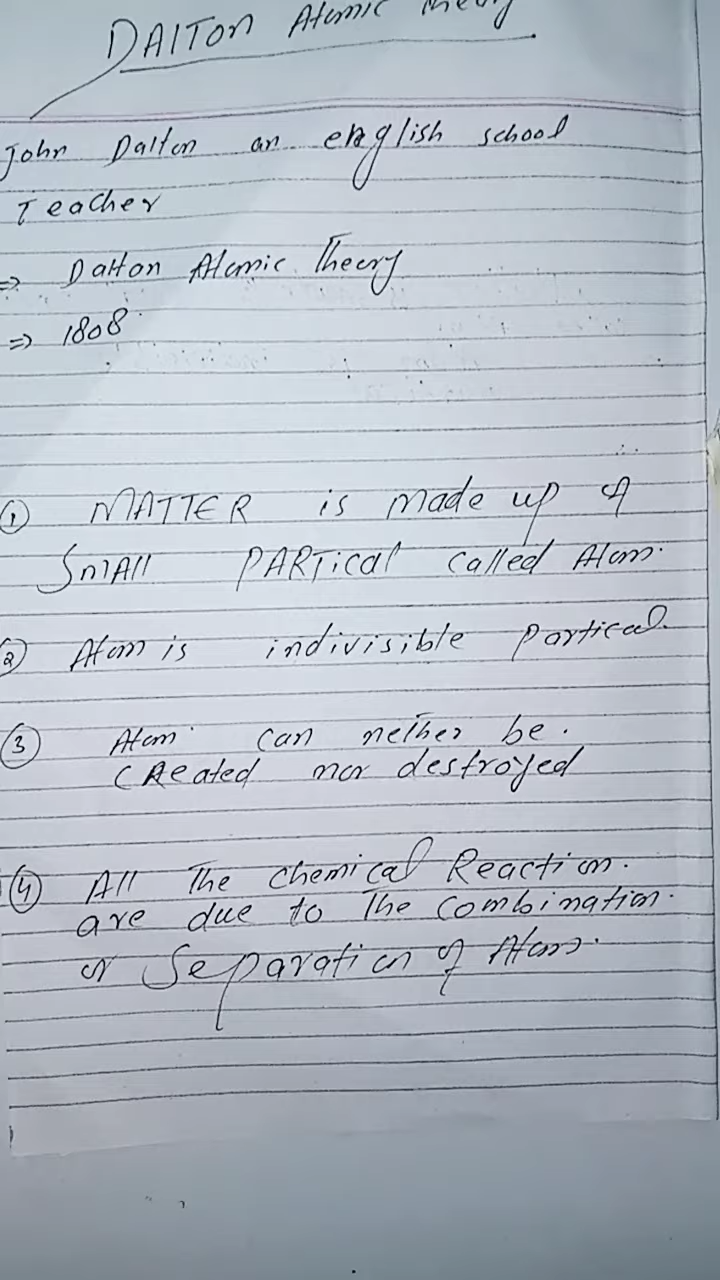 DAlTon Atomic Theory
John Dalton an english school
Teacher
⇒ Dalton Atomic Theory
⇒ 1808
① MATTER is made up of
SmAll PARTical called Atom.
② Atom is indivisible Partical.
③ Atom can neither be.
CReated nor destroyed
④ All The chemical Reaction.
are due to The combination.
or Separation of Atoms.